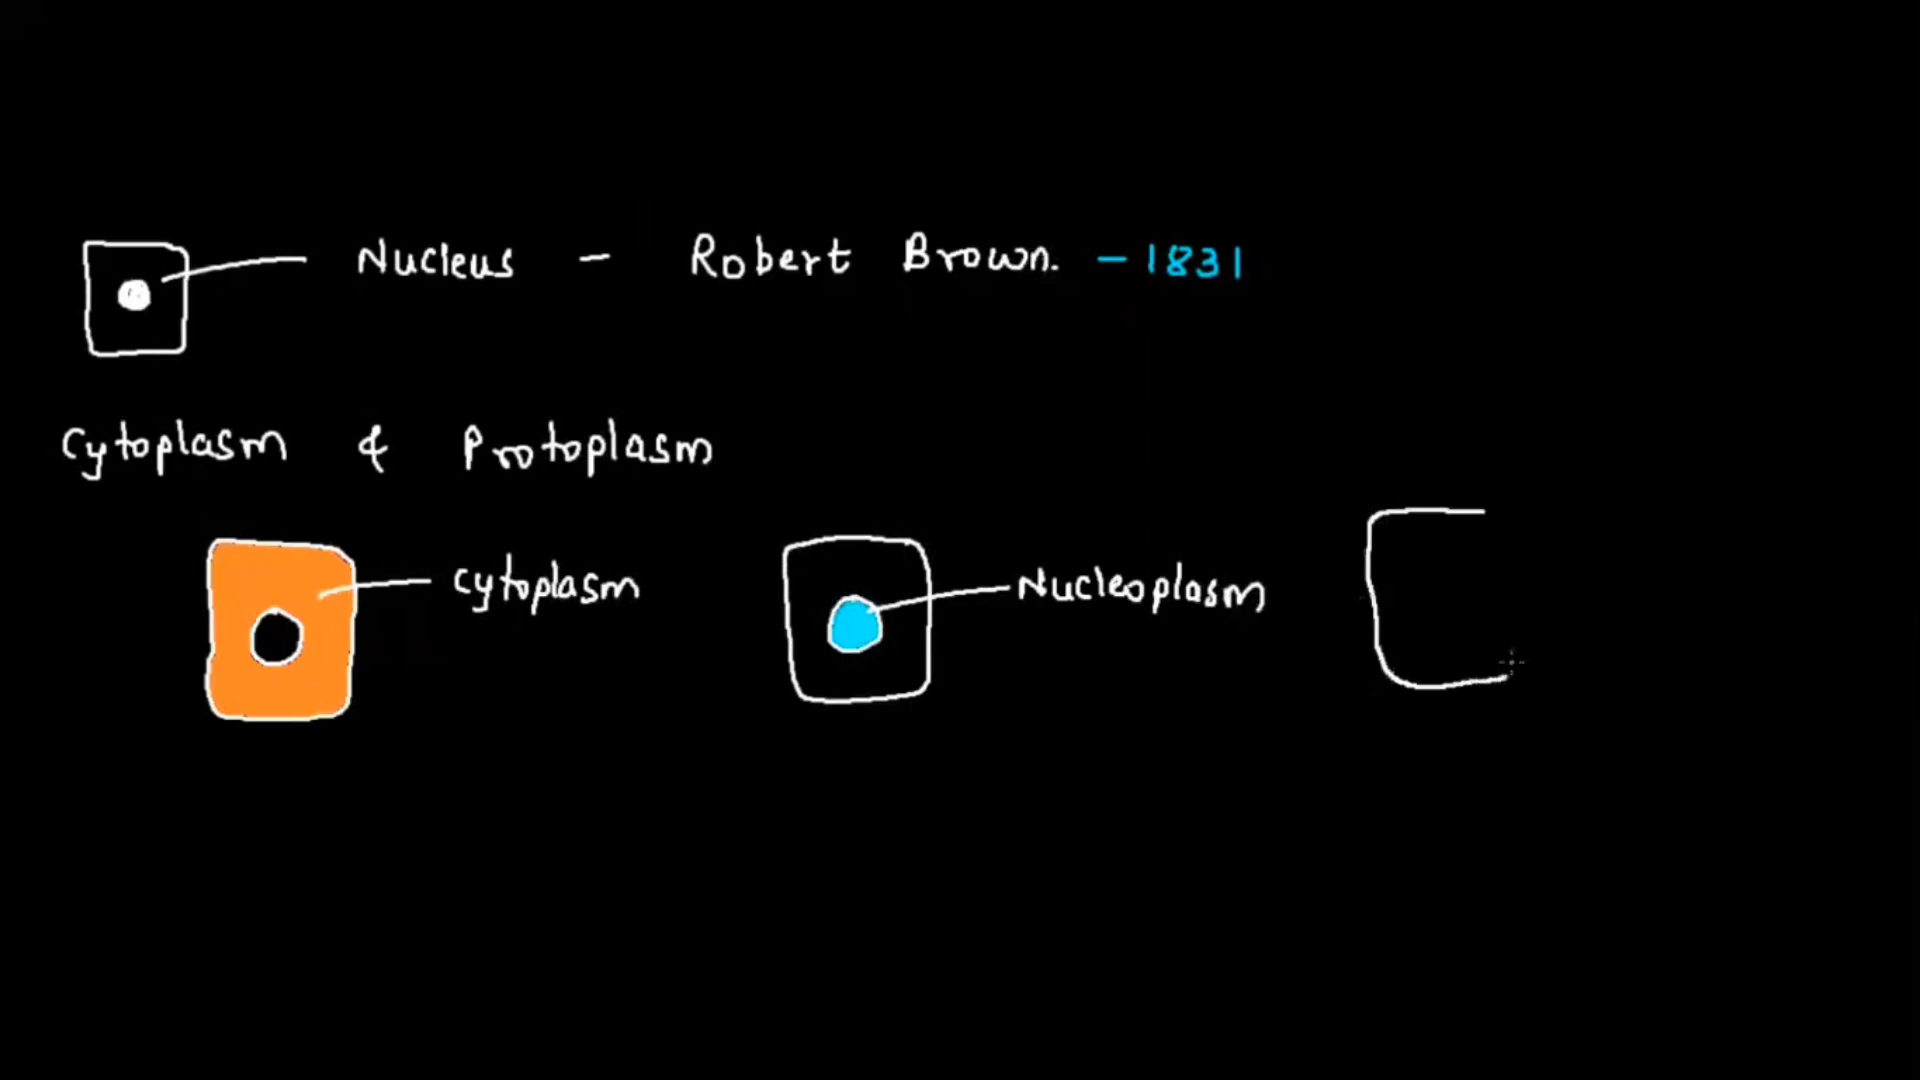 Nucleus - Robert Brown. - 1831
Cytoplasm & Protoplasm
Cytoplasm
Nucleoplasm